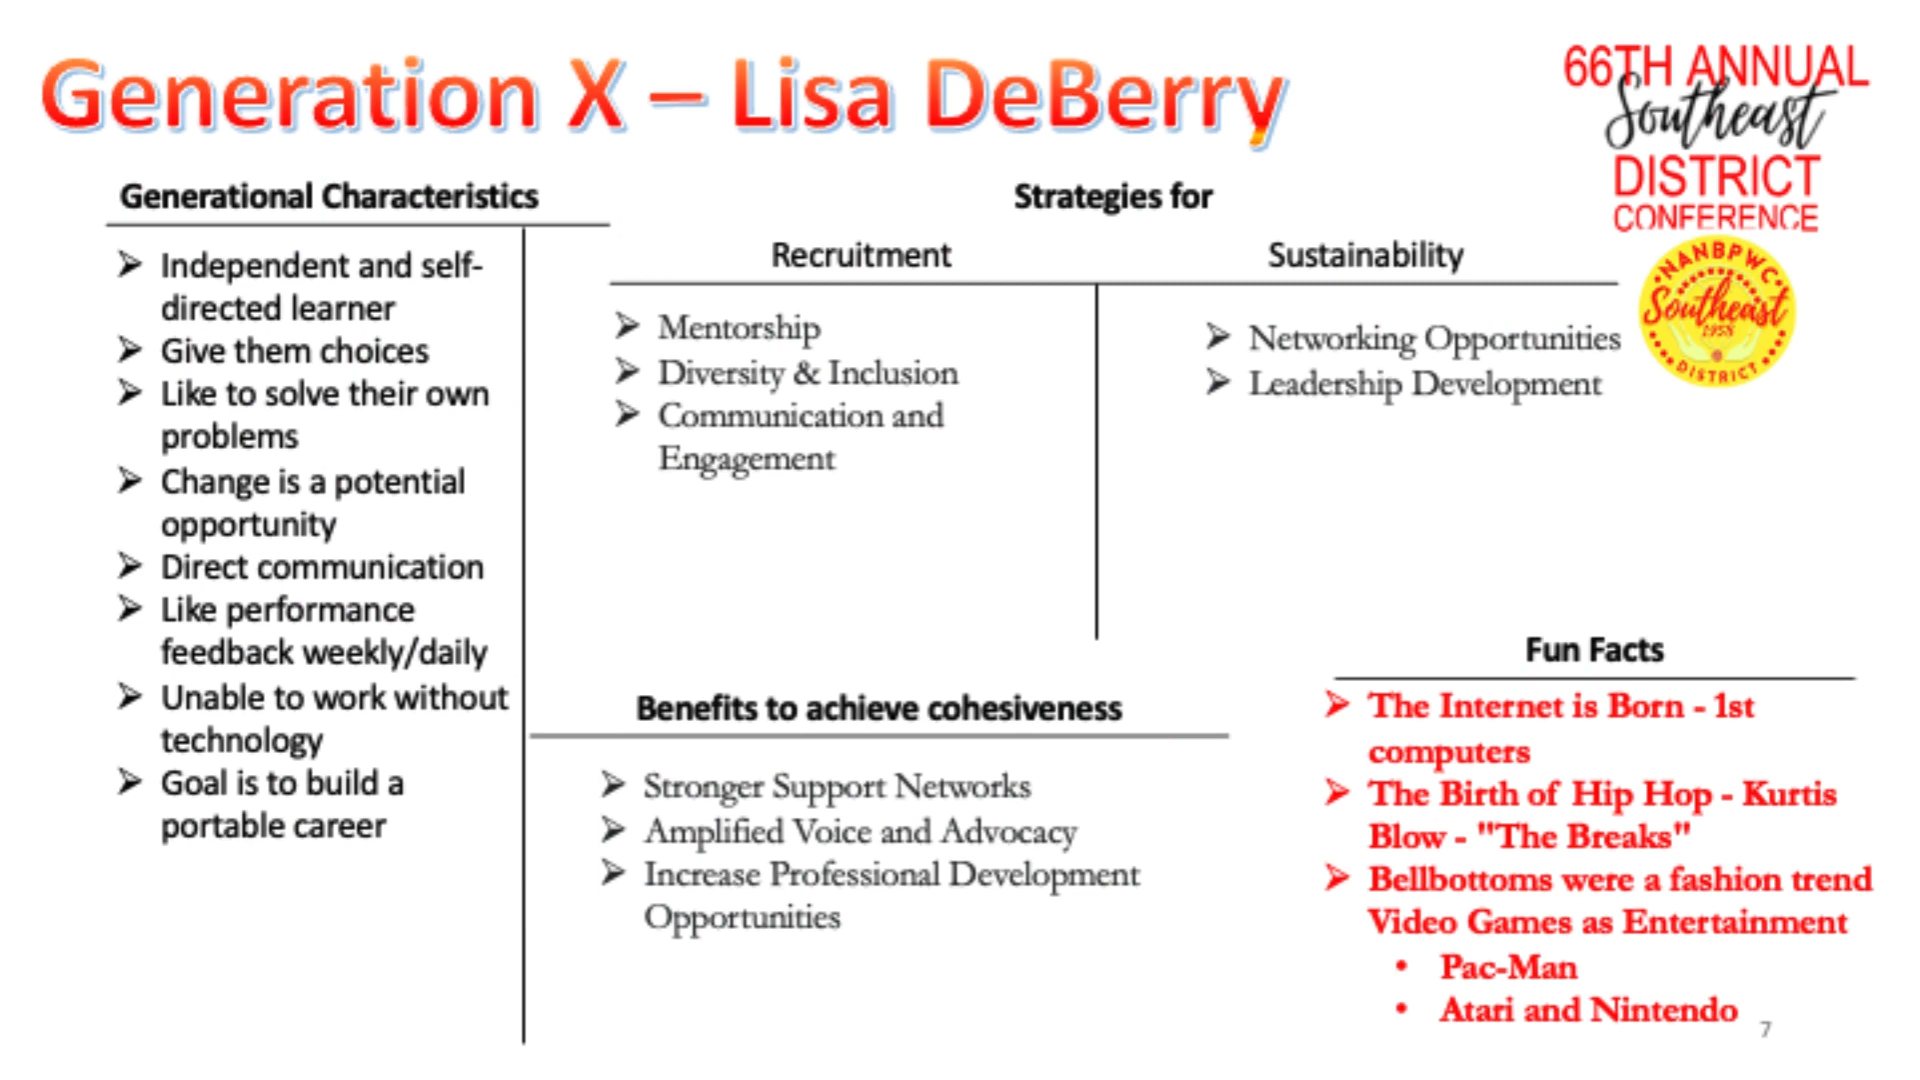 Generation X – Lisa DeBerry
66TH ANNUAL
Southeast
DISTRICT
CONFERENCE
NANBPWC
Southeast
1958
DISTRICT
Generational Characteristics
➢ Independent and self-
directed learner
➢ Give them choices
➢ Like to solve their own
problems
➢ Change is a potential
opportunity
➢ Direct communication
➢ Like performance
feedback weekly/daily
➢ Unable to work without
technology
➢ Goal is to build a
portable career
Strategies for
Recruitment
➢ Mentorship
➢ Diversity & Inclusion
➢ Communication and
Engagement
Sustainability
➢ Networking Opportunities
➢ Leadership Development
Benefits to achieve cohesiveness
➢ Stronger Support Networks
➢ Amplified Voice and Advocacy
➢ Increase Professional Development
Opportunities
Fun Facts
➢ The Internet is Born - 1st
computers
➢ The Birth of Hip Hop - Kurtis
Blow - "The Breaks"
➢ Bellbottoms were a fashion trend
Video Games as Entertainment
• Pac-Man
• Atari and Nintendo
7